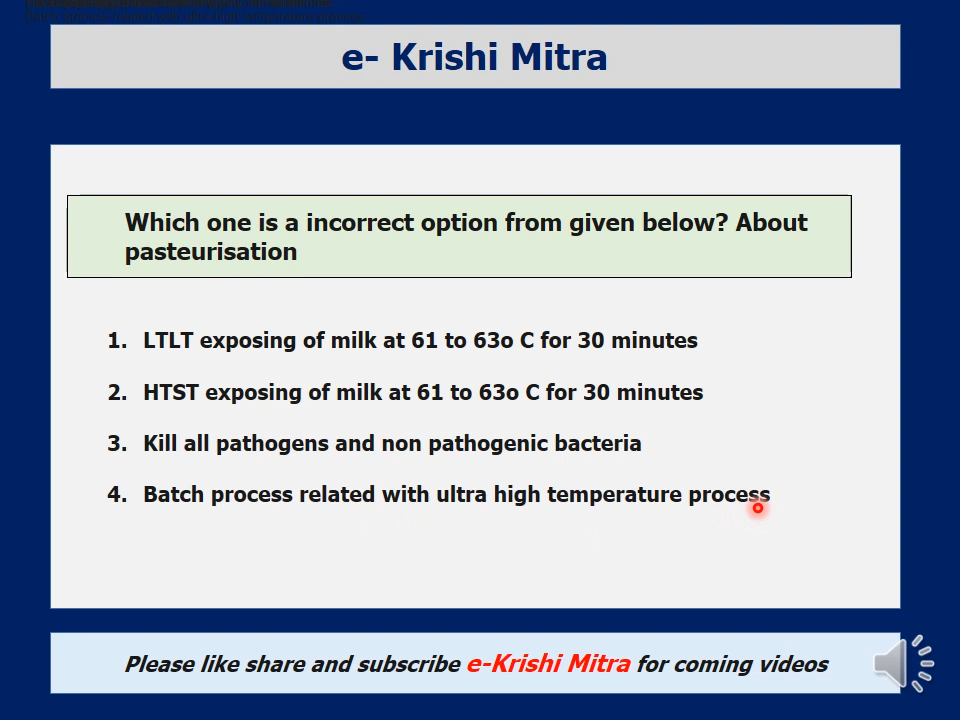 e- Krishi Mitra
Which one is a incorrect option from given below? About
pasteurisation
1. LTLT exposing of milk at 61 to 63o C for 30 minutes
2. HTST exposing of milk at 61 to 63o C for 30 minutes
3. Kill all pathogens and non pathogenic bacteria
4. Batch process related with ultra high temperature process
Please like share and subscribe e-Krishi Mitra for coming videos